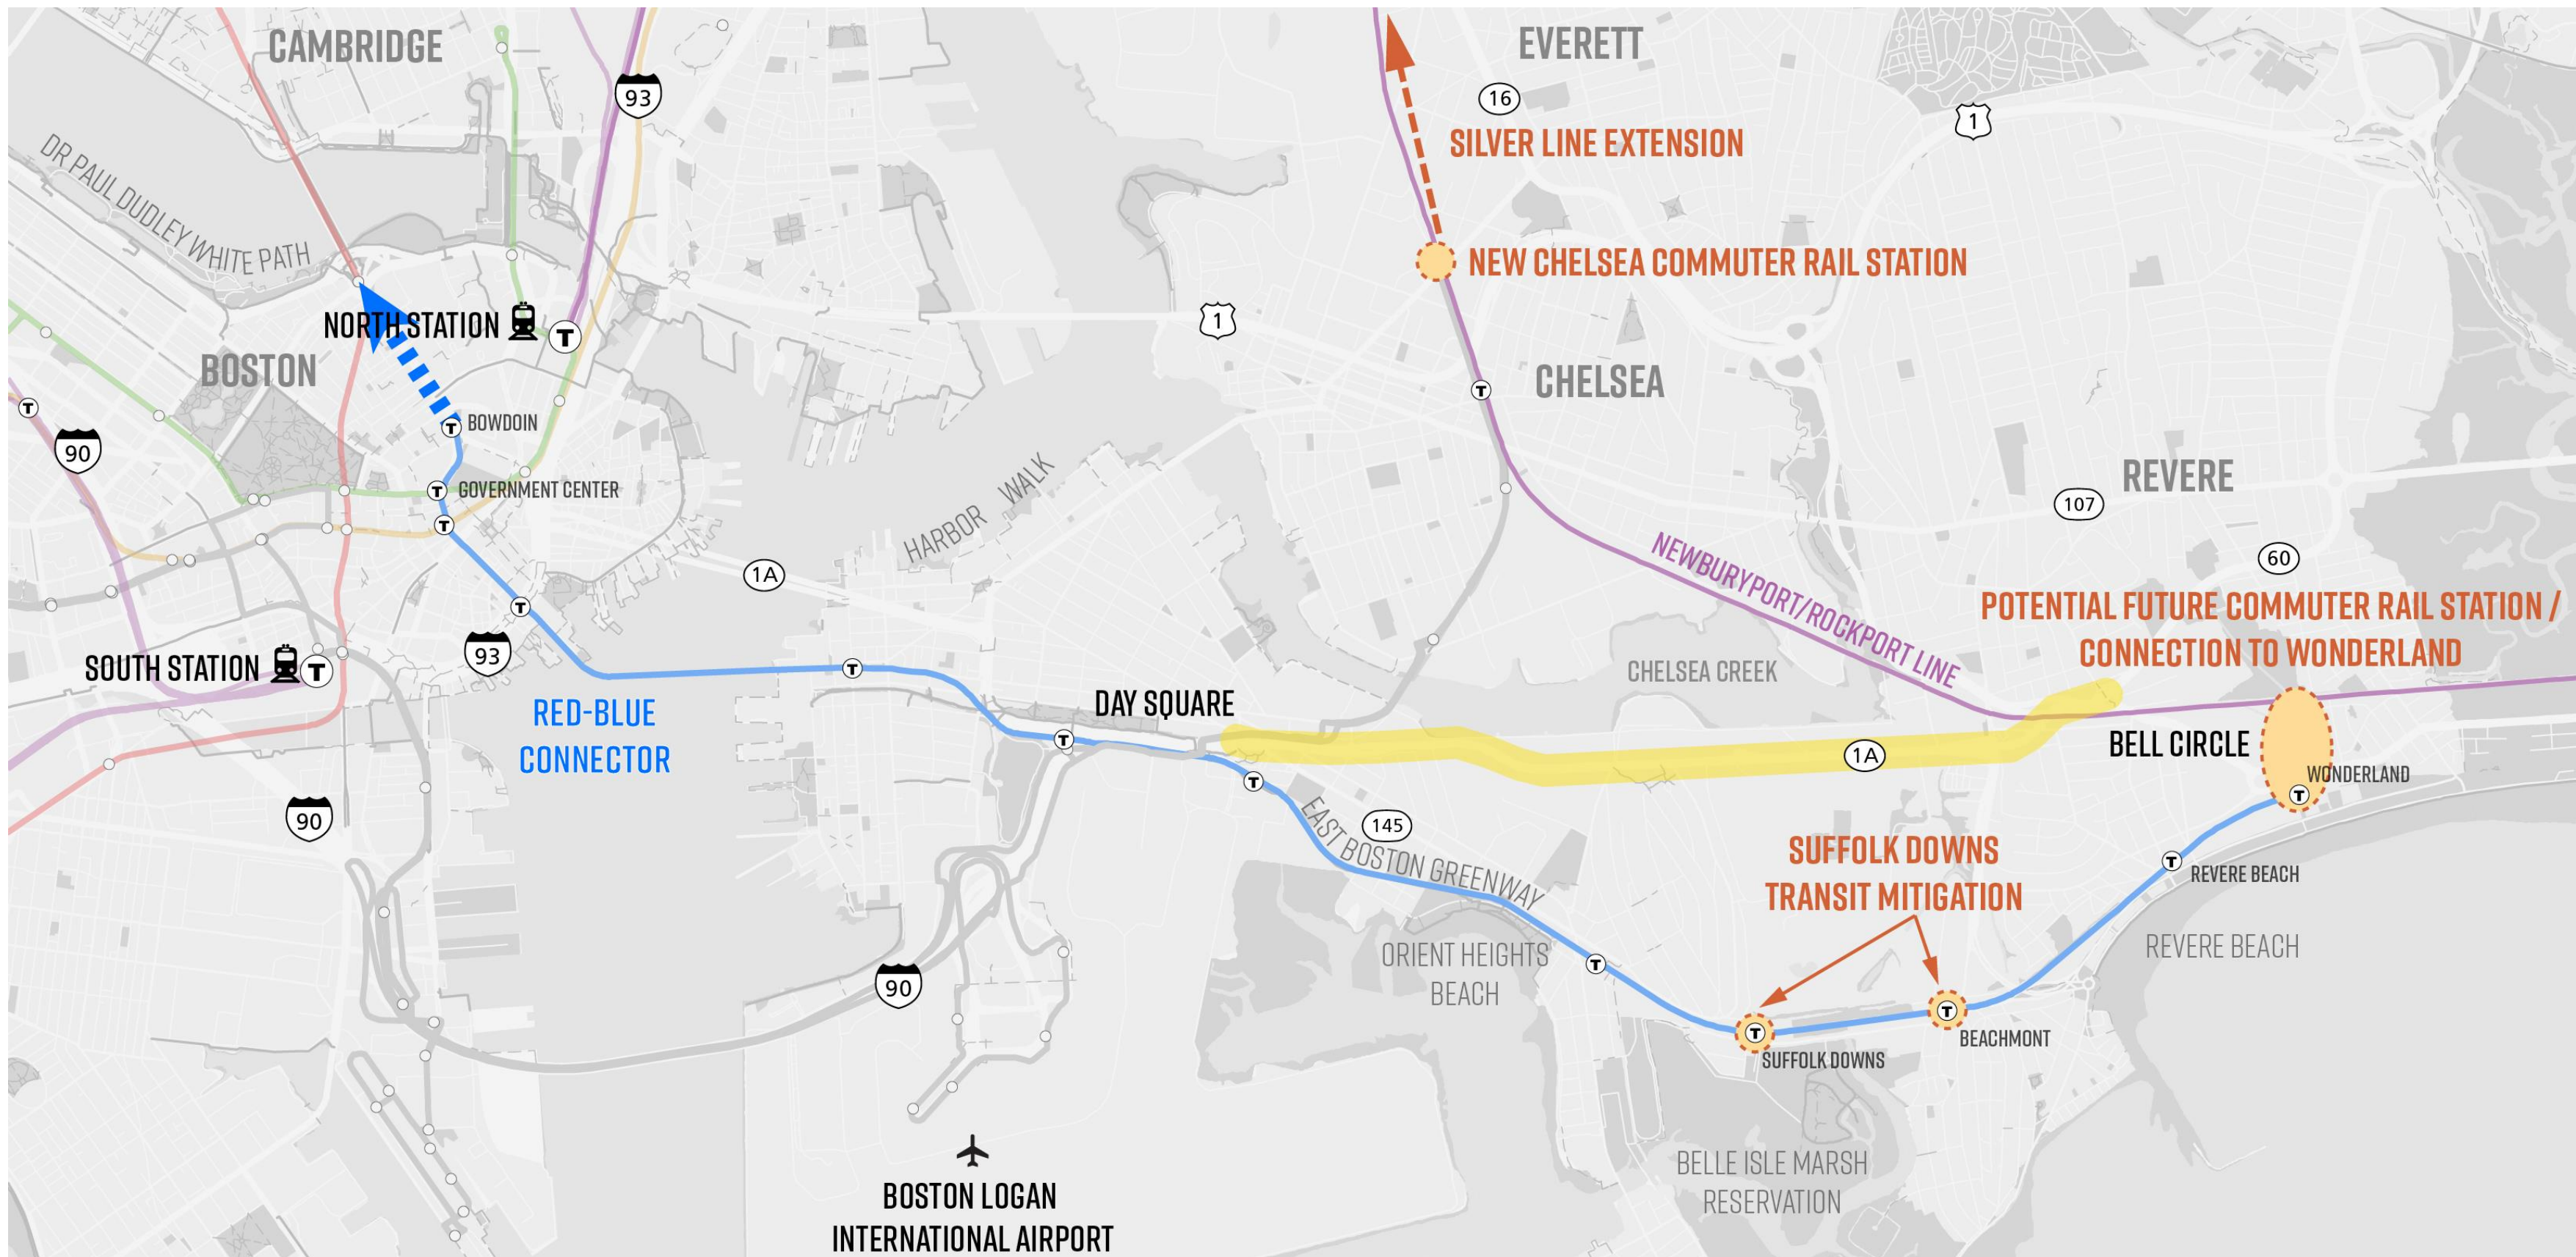 CAMBRIDGE
93
EVERETT
16
1
SILVER LINE EXTENSION
DR PAUL DUDLEY WHITE PATH
NEW CHELSEA COMMUTER RAIL STATION
NORTH STATION
T
1
BOSTON
CHELSEA
T
T
T
BOWDOIN
90
REVERE
T
GOVERNMENT CENTER
107
HARBOR WALK
T
NEWBURYPORT/ROCKPORT LINE
60
1A
T
POTENTIAL FUTURE COMMUTER RAIL STATION /
CONNECTION TO WONDERLAND
93
SOUTH STATION
T
T
CHELSEA CREEK
DAY SQUARE
RED-BLUE
CONNECTOR
T
1A
BELL CIRCLE
WONDERLAND
T
T
90
145
EAST BOSTON GREENWAY
SUFFOLK DOWNS
TRANSIT MITIGATION
T
REVERE BEACH
REVERE BEACH
ORIENT HEIGHTS
BEACH
T
90
T
T
BEACHMONT
SUFFOLK DOWNS
BELLE ISLE MARSH
RESERVATION
BOSTON LOGAN
INTERNATIONAL AIRPORT